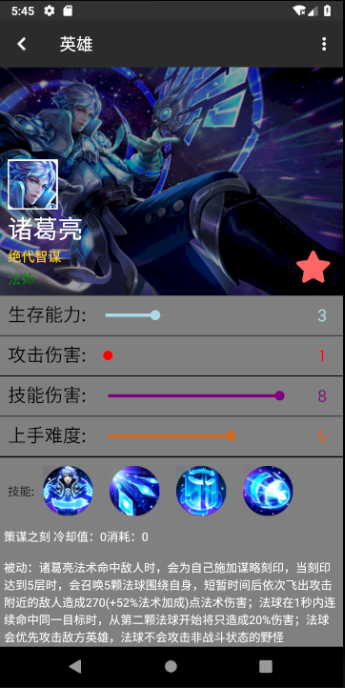 5:45
英雄
诸葛亮
绝代智谋
法师
生存能力: 3
攻击伤害: 1
技能伤害: 8
上手难度: 6
技能:
策谋之刻 冷却值：0消耗：0
被动：诸葛亮法术命中敌人时，会为自己施加谋略刻印，当刻印
达到5层时，会召唤5颗法球围绕自身，短暂时间后依次飞出攻击
附近的敌人造成270(+52%法术加成)点法术伤害；法球在1秒内连
续命中同一目标时，从第二颗法球开始将只造成20%伤害；法球
会优先攻击敌方英雄，法球不会攻击非战斗状态的野怪